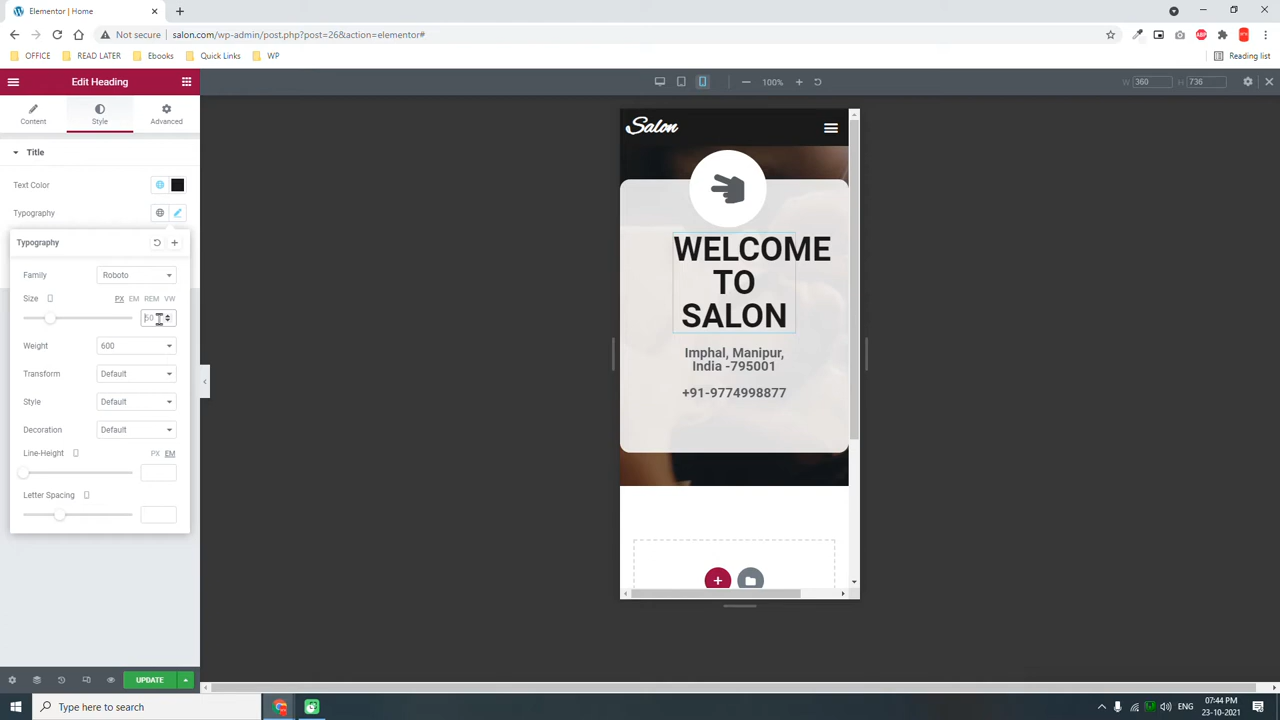 Elementor | Home
Not secure | salon.com/wp-admin/post.php?post=26&action=elementor#
OFFICE
READ LATER
Ebooks
Quick Links
WP
Reading list
Edit Heading
100%
W 360
H 736
Content
Style
Advanced
Title
Text Color
Typography
Typography
Family
Roboto
Size
PX EM REM VW
50
Weight
600
Transform
Default
Style
Default
Decoration
Default
Line-Height
PX EM
Letter Spacing
UPDATE
Salon
WELCOME
TO
SALON
Imphal, Manipur,
India -795001
+91-9774998877
Type here to search
ENG
07:44 PM
23-10-2021